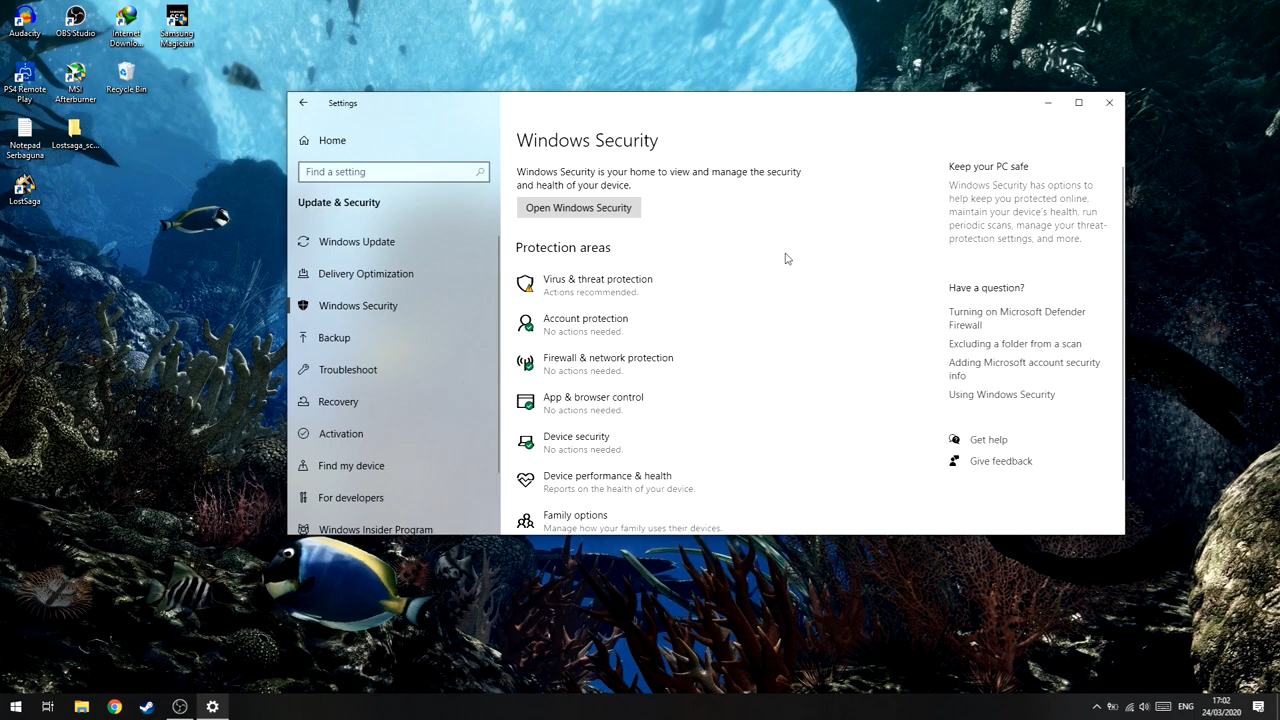 Audacity
OBS Studio
Internet
Downlo...
Samsung
Magician
PS4 Remote
Play
MSI
Afterburner
Recycle Bin
Notepad
Serbaguna
Lostsaga_sc...
LostSaga
Settings
Home
Find a setting
Update & Security
Windows Update
Delivery Optimization
Windows Security
Backup
Troubleshoot
Recovery
Activation
Find my device
For developers
Windows Insider Program
Windows Security
Windows Security is your home to view and manage the security
and health of your device.
Open Windows Security
Protection areas
Virus & threat protection
Actions recommended.
Account protection
No actions needed.
Firewall & network protection
No actions needed.
App & browser control
No actions needed.
Device security
No actions needed.
Device performance & health
Reports on the health of your device.
Family options
Manage how your family uses their devices.
Keep your PC safe
Windows Security has options to
help keep you protected online,
maintain your device's health, run
periodic scans, manage your threat-
protection settings, and more.
Have a question?
Turning on Microsoft Defender
Firewall
Excluding a folder from a scan
Adding Microsoft account security
info
Using Windows Security
Get help
Give feedback
ENG
17:02
24/03/2020